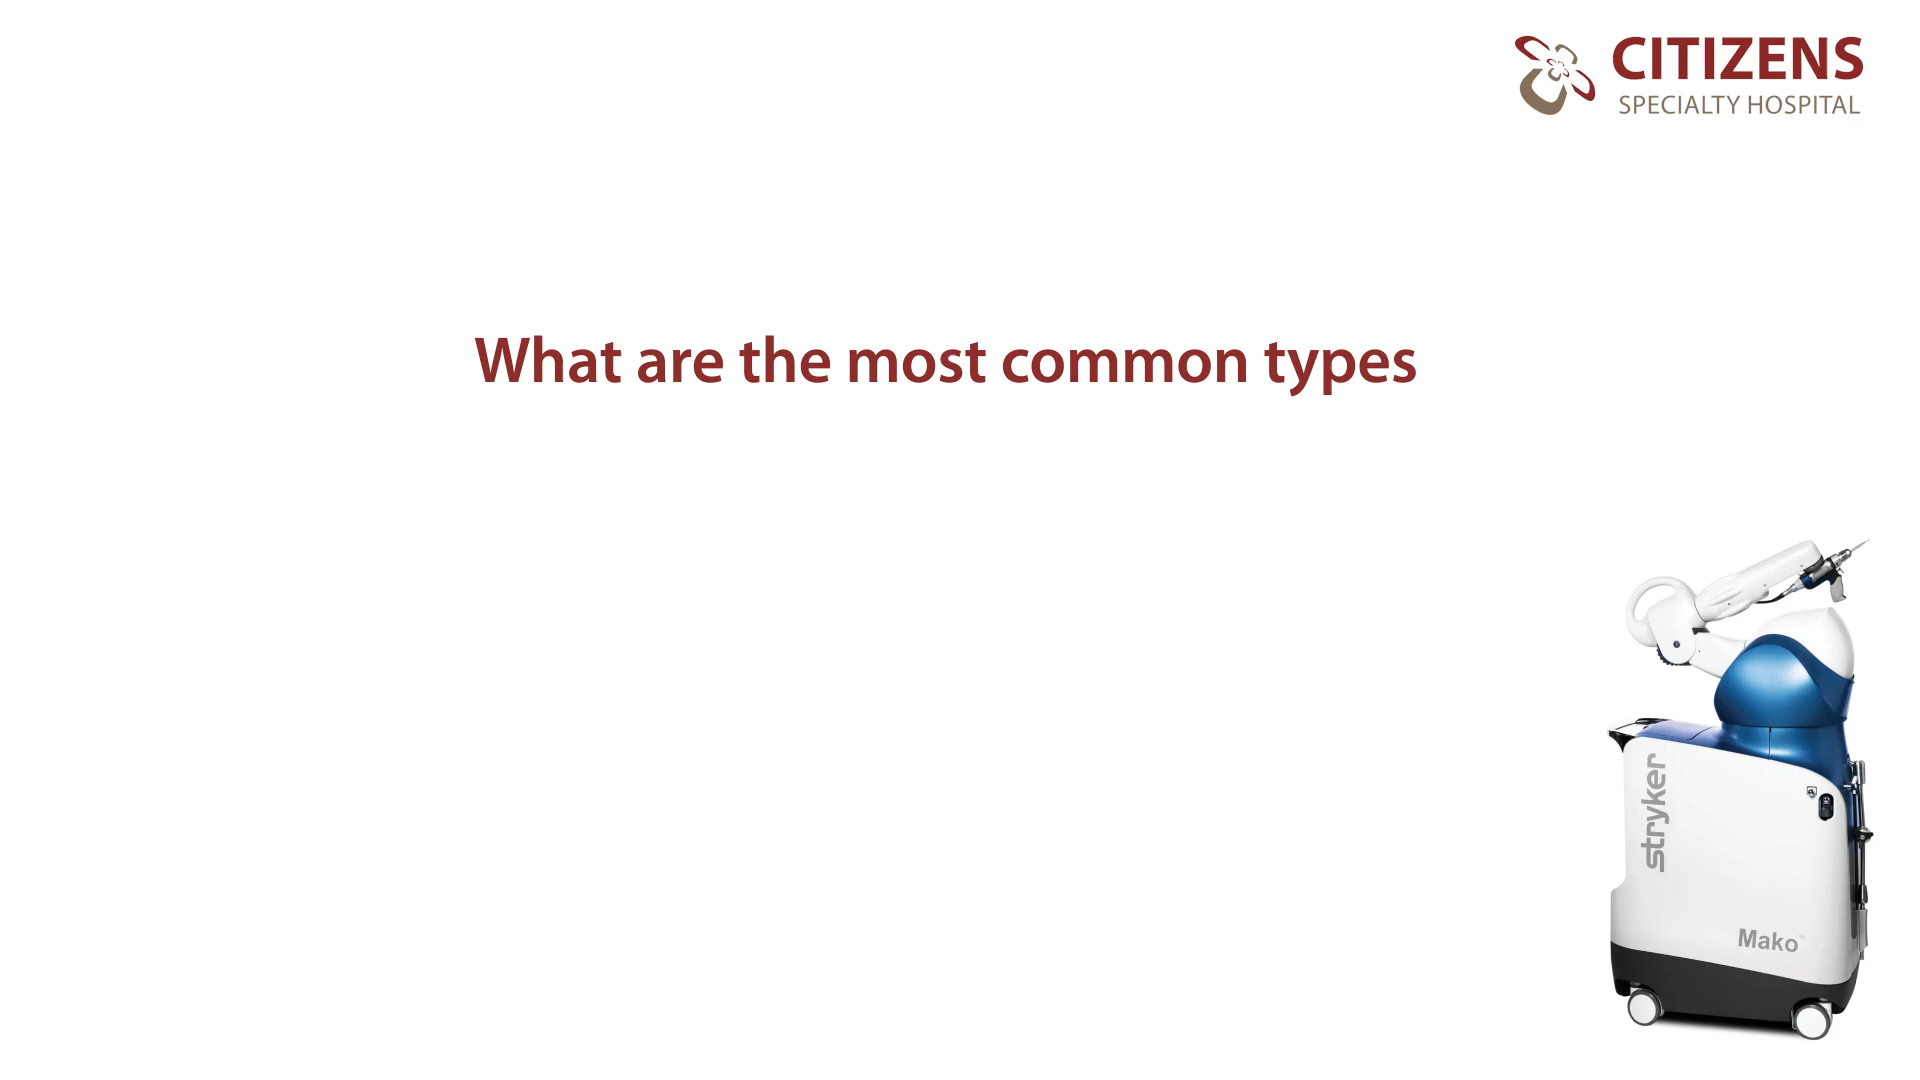 CITIZENS
SPECIALTY HOSPITAL
What are the most common types
stryker
Mako